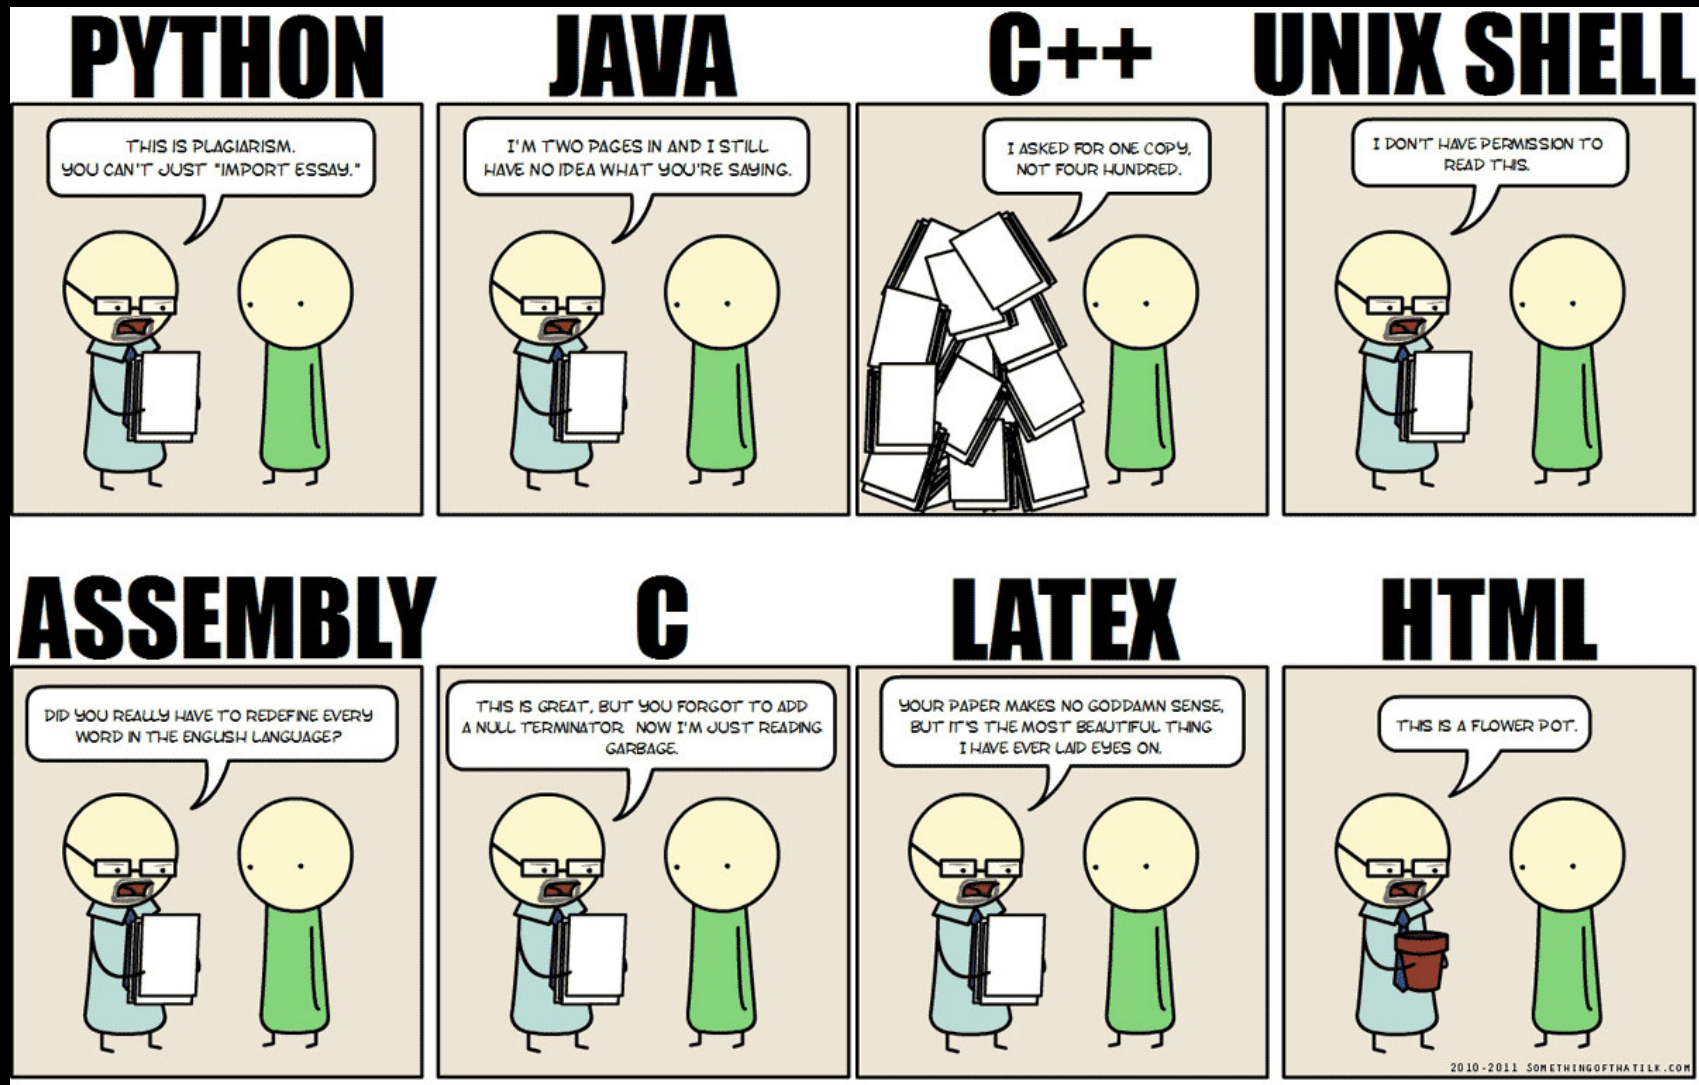 PYTHON
THIS IS PLAGIARISM.
YOU CAN'T JUST "IMPORT ESSAY."
JAVA
I'M TWO PAGES IN AND I STILL
HAVE NO IDEA WHAT YOU'RE SAYING.
C++
I ASKED FOR ONE COPY,
NOT FOUR HUNDRED.
UNIX SHELL
I DON'T HAVE PERMISSION TO
READ THIS.
ASSEMBLY
DID YOU REALLY HAVE TO REDEFINE EVERY
WORD IN THE ENGLISH LANGUAGE?
C
THIS IS GREAT, BUT YOU FORGOT TO ADD
A NULL TERMINATOR. NOW I'M JUST READING
GARBAGE.
LATEX
YOUR PAPER MAKES NO GODDAMN SENSE,
BUT IT'S THE MOST BEAUTIFUL THING
I HAVE EVER LAID EYES ON.
HTML
THIS IS A FLOWER POT.
2010-2011 SOMETHINGOFTHATILK.COM